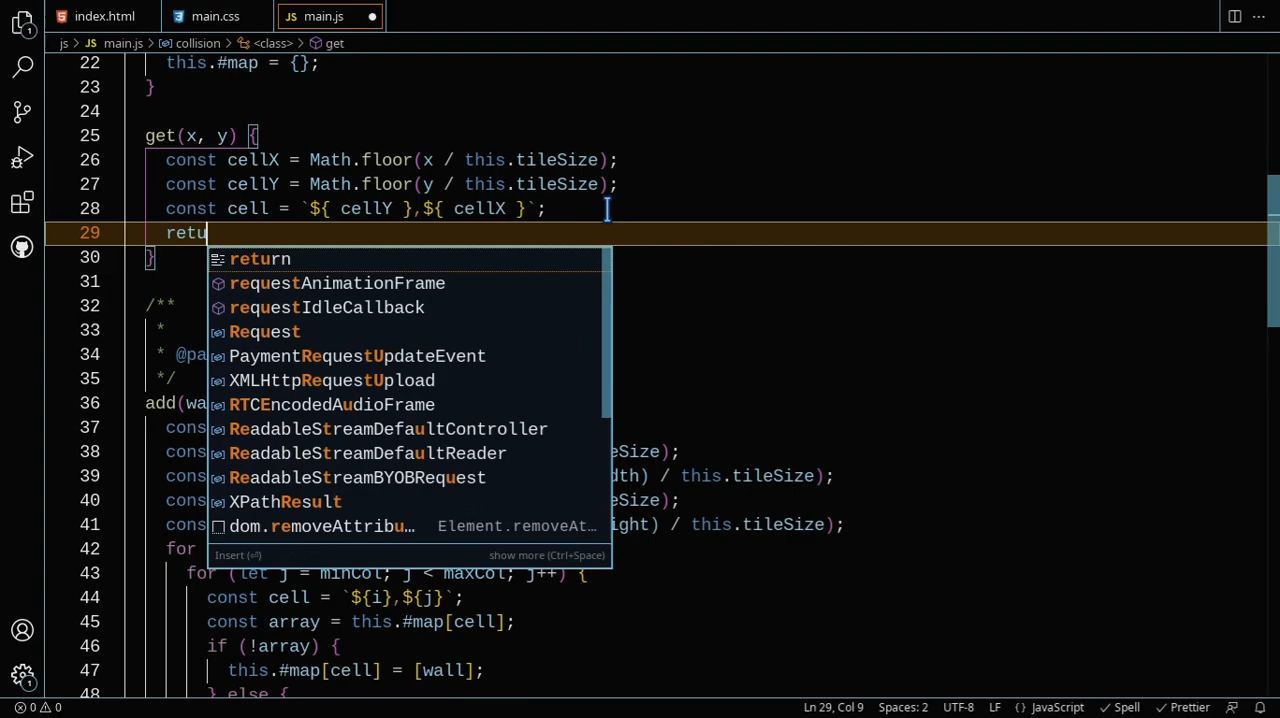 index.html main.css JS main.js
js > main.js > collision > <class> > get
22 this.#map = {};
23 }
24
25 get(x, y) {
26 const cellX = Math.floor(x / this.tileSize);
27 const cellY = Math.floor(y / this.tileSize);
28 const cell = `${ cellY },${ cellX }`;
29 retu
30 }
return
31
requestAnimationFrame
32 /**
requestIdleCallback
33 *
Request
34 * @pa
PaymentRequestUpdateEvent
35 */
XMLHttpRequestUpload
36 add(wa
RTCEncodedAudioFrame
37 cons
ReadableStreamDefaultController
38 cons eSize);
ReadableStreamDefaultReader
39 cons dth) / this.tileSize);
ReadableStreamBYOBRequest
40 cons eSize);
XPathResult
41 cons ight) / this.tileSize);
dom.removeAttribu… Element.removeAt…
42 for
Insert (⏎) show more (Ctrl+Space)
43 for (let j = minCol; j < maxCol; j++) {
44 const cell = `${i},${j}`;
45 const array = this.#map[cell];
46 if (!array) {
47 this.#map[cell] = [wall];
48 } else {
0 0 Ln 29, Col 9 Spaces: 2 UTF-8 LF {} JavaScript Spell Prettier